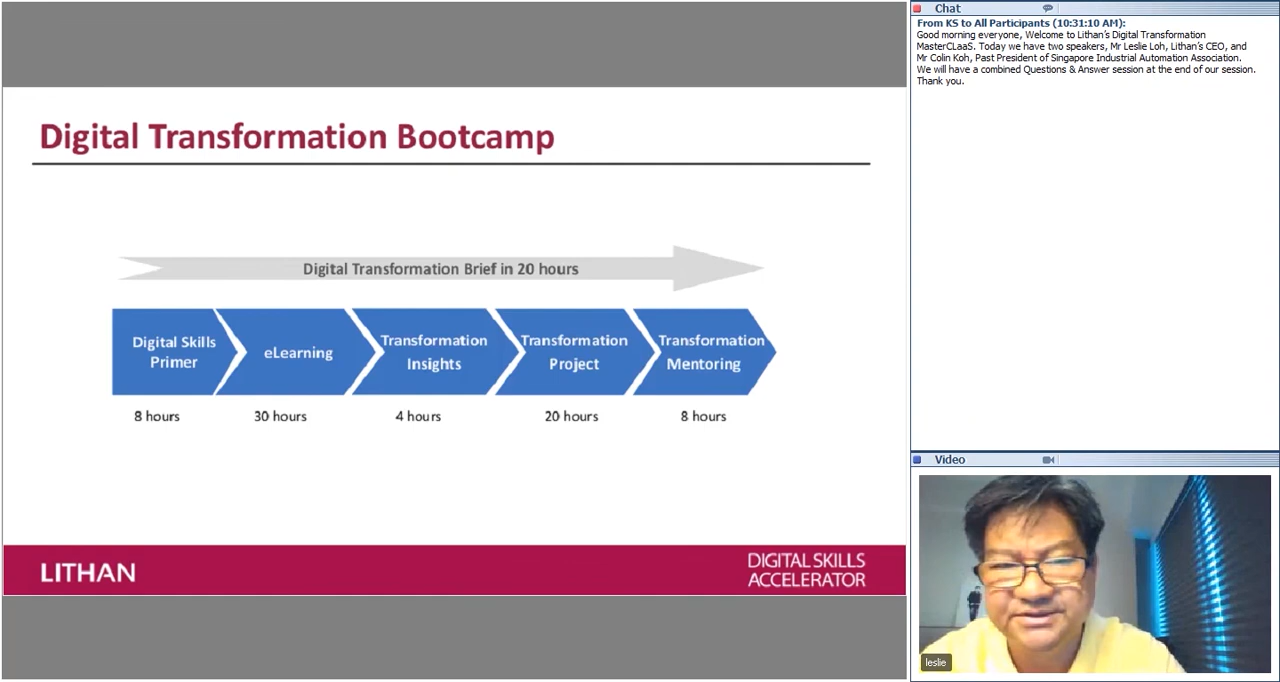 Digital Transformation Bootcamp
Digital Transformation Brief in 20 hours
Digital Skills
Primer
eLearning
Transformation
Insights
Transformation
Project
Transformation
Mentoring
8 hours
30 hours
4 hours
20 hours
8 hours
LITHAN
DIGITAL SKILLS
ACCELERATOR
Chat
From KS to All Participants (10:31:10 AM):
Good morning everyone, Welcome to Lithan's Digital Transformation
MasterCLaaS. Today we have two speakers, Mr Leslie Loh, Lithan's CEO, and
Mr Colin Koh, Past President of Singapore Industrial Automation Association.
We will have a combined Questions & Answer session at the end of our session.
Thank you.
Video
leslie